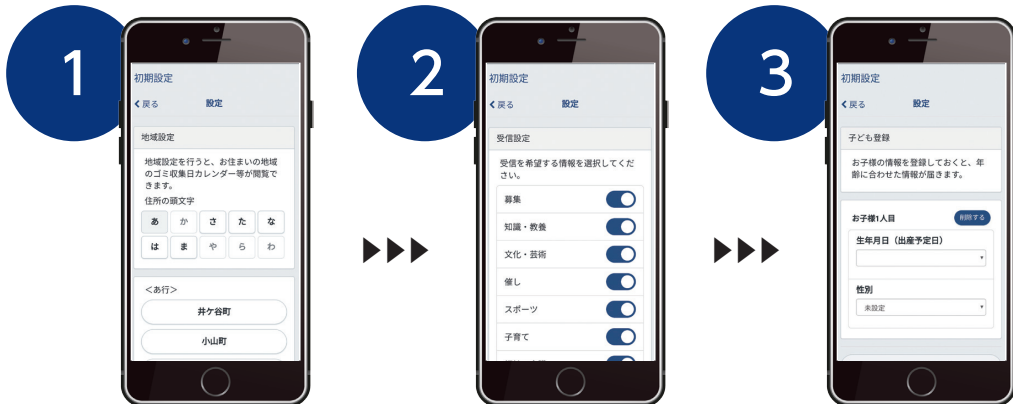 1
初期設定
戻る
設定
地域設定
地域設定を行うと、お住まいの地域
のゴミ収集日カレンダー等が閲覧で
きます。
住所の頭文字
あ か さ た な
は ま や ら わ
＜あ行＞
井ケ谷町
小山町
2
初期設定
戻る
設定
受信設定
受信を希望する情報を選択してくだ
さい。
募集
知識・教養
文化・芸術
催し
スポーツ
子育て
3
初期設定
戻る
設定
子ども登録
お子様の情報を登録しておくと、年
齢に合わせた情報が届きます。
お子様1人目
削除する
生年月日（出産予定日）
性別
未設定